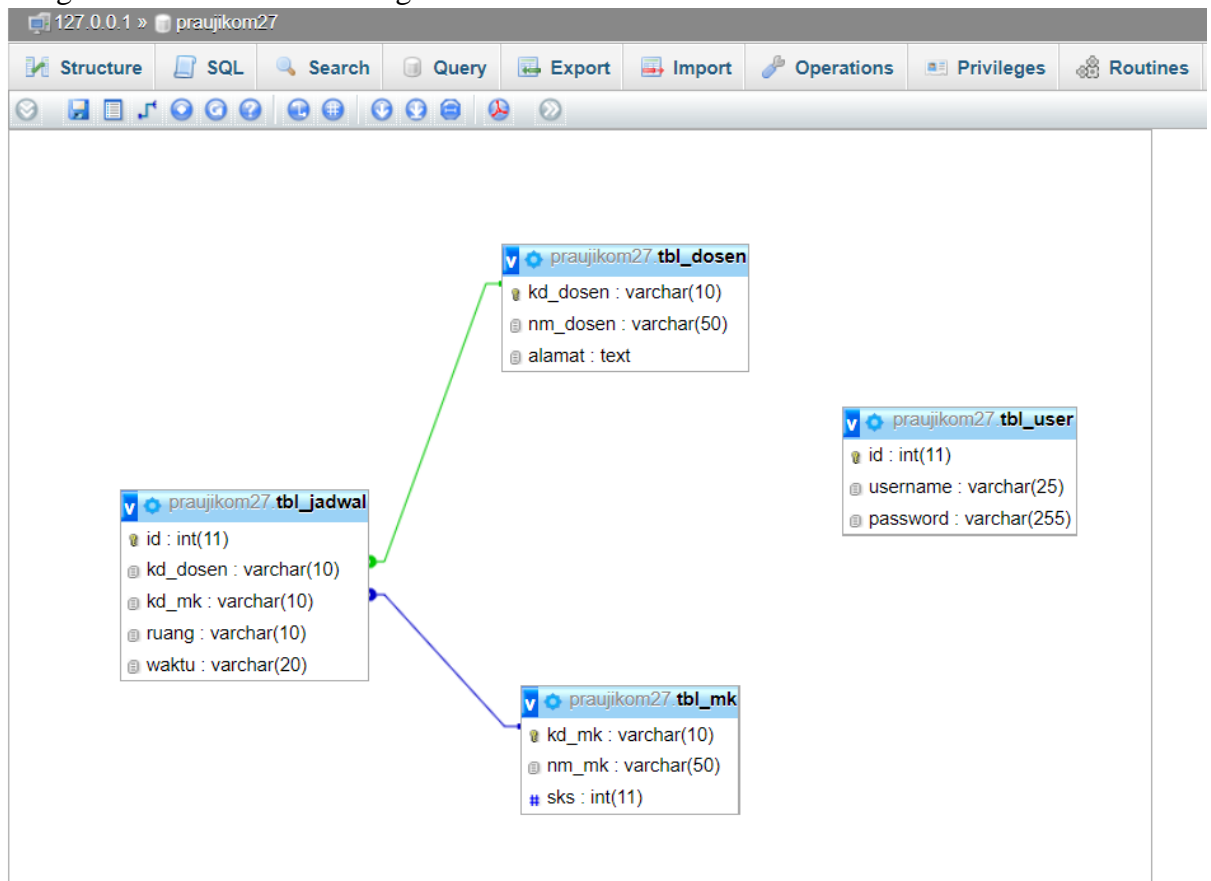 127.0.0.1 » praujikom27
Structure SQL Search Query Export Import Operations Privileges Routines
praujikom27.tbl_dosen
kd_dosen : varchar(10)
nm_dosen : varchar(50)
alamat : text
praujikom27.tbl_user
id : int(11)
username : varchar(25)
password : varchar(255)
praujikom27.tbl_jadwal
id : int(11)
kd_dosen : varchar(10)
kd_mk : varchar(10)
ruang : varchar(10)
waktu : varchar(20)
praujikom27.tbl_mk
kd_mk : varchar(10)
nm_mk : varchar(50)
# sks : int(11)